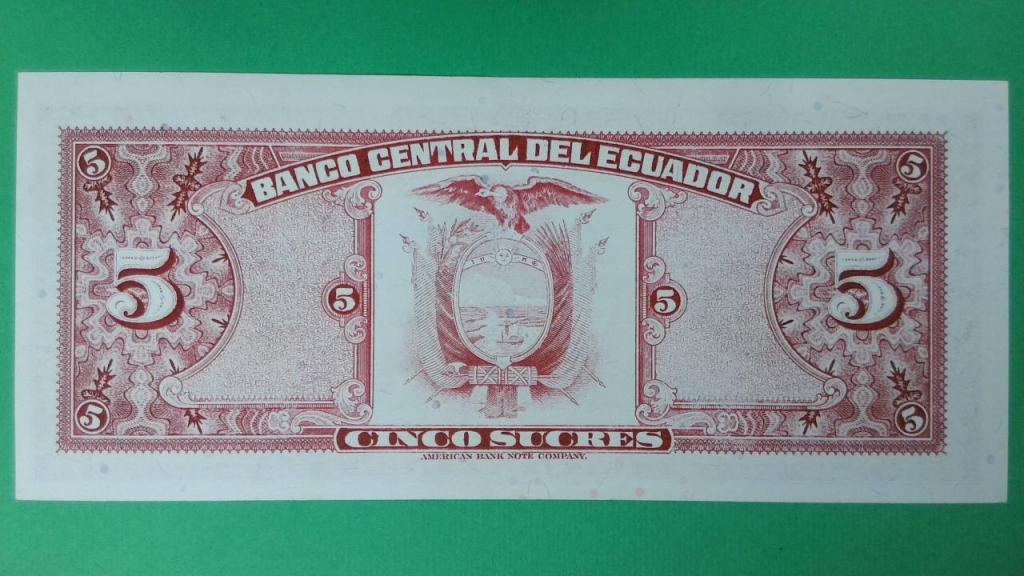 BANCO CENTRAL DEL ECUADOR
5 5
5 5 5 5
5 5
CINCO SUCRES
AMERICAN BANK NOTE COMPANY.